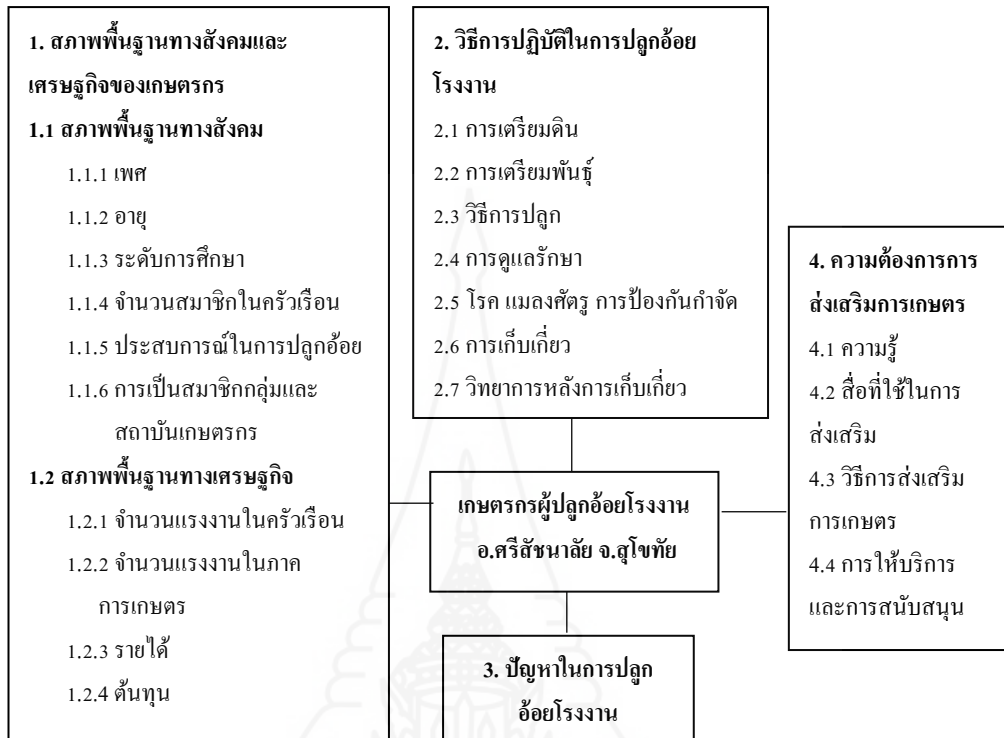 1. สภาพพื้นฐานทางสังคมและ
เศรษฐกิจของเกษตรกร
1.1 สภาพพื้นฐานทางสังคม
1.1.1 เพศ
1.1.2 อายุ
1.1.3 ระดับการศึกษา
1.1.4 จำนวนสมาชิกในครัวเรือน
1.1.5 ประสบการณ์ในการปลูกอ้อย
1.1.6 การเป็นสมาชิกกลุ่มและ
สถาบันเกษตรกร
1.2 สภาพพื้นฐานทางเศรษฐกิจ
1.2.1 จำนวนแรงงานในครัวเรือน
1.2.2 จำนวนแรงงานในภาค
การเกษตร
1.2.3 รายได้
1.2.4 ต้นทุน
2. วิธีการปฏิบัติในการปลูกอ้อย
โรงงาน
2.1 การเตรียมดิน
2.2 การเตรียมพันธุ์
2.3 วิธีการปลูก
2.4 การดูแลรักษา
2.5 โรค แมลงศัตรู การป้องกันกำจัด
2.6 การเก็บเกี่ยว
2.7 วิทยาการหลังการเก็บเกี่ยว
เกษตรกรผู้ปลูกอ้อยโรงงาน
อ.ศรีสัชนาลัย จ.สุโขทัย
3. ปัญหาในการปลูก
อ้อยโรงงาน
4. ความต้องการการ
ส่งเสริมการเกษตร
4.1 ความรู้
4.2 สื่อที่ใช้ในการ
ส่งเสริม
4.3 วิธีการส่งเสริม
การเกษตร
4.4 การให้บริการ
และการสนับสนุน